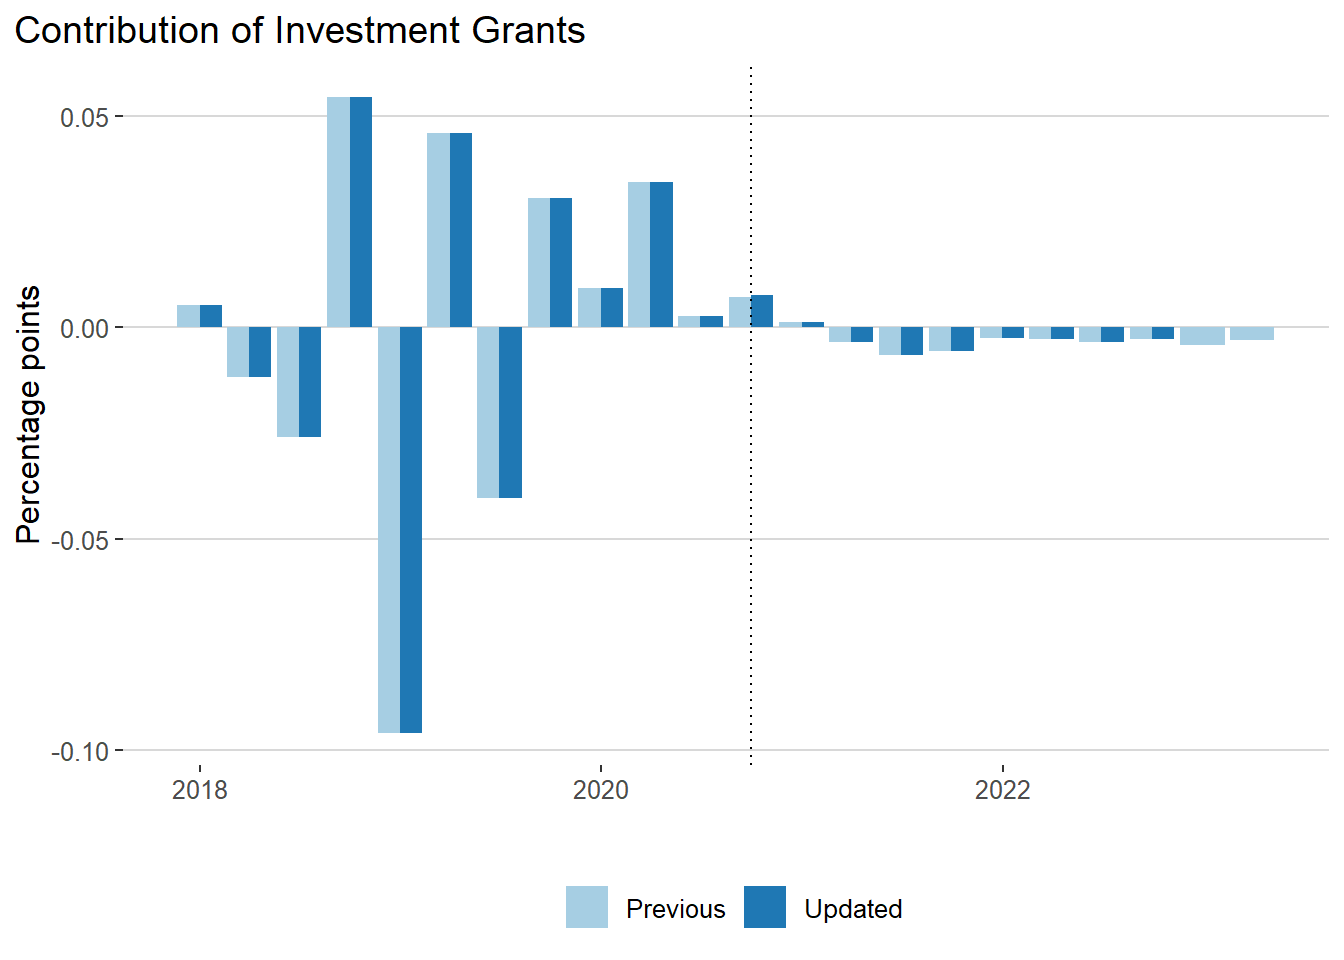 Contribution of Investment Grants
Percentage points
0.05
0.00
-0.05
-0.10
2018 2020 2022
Previous Updated